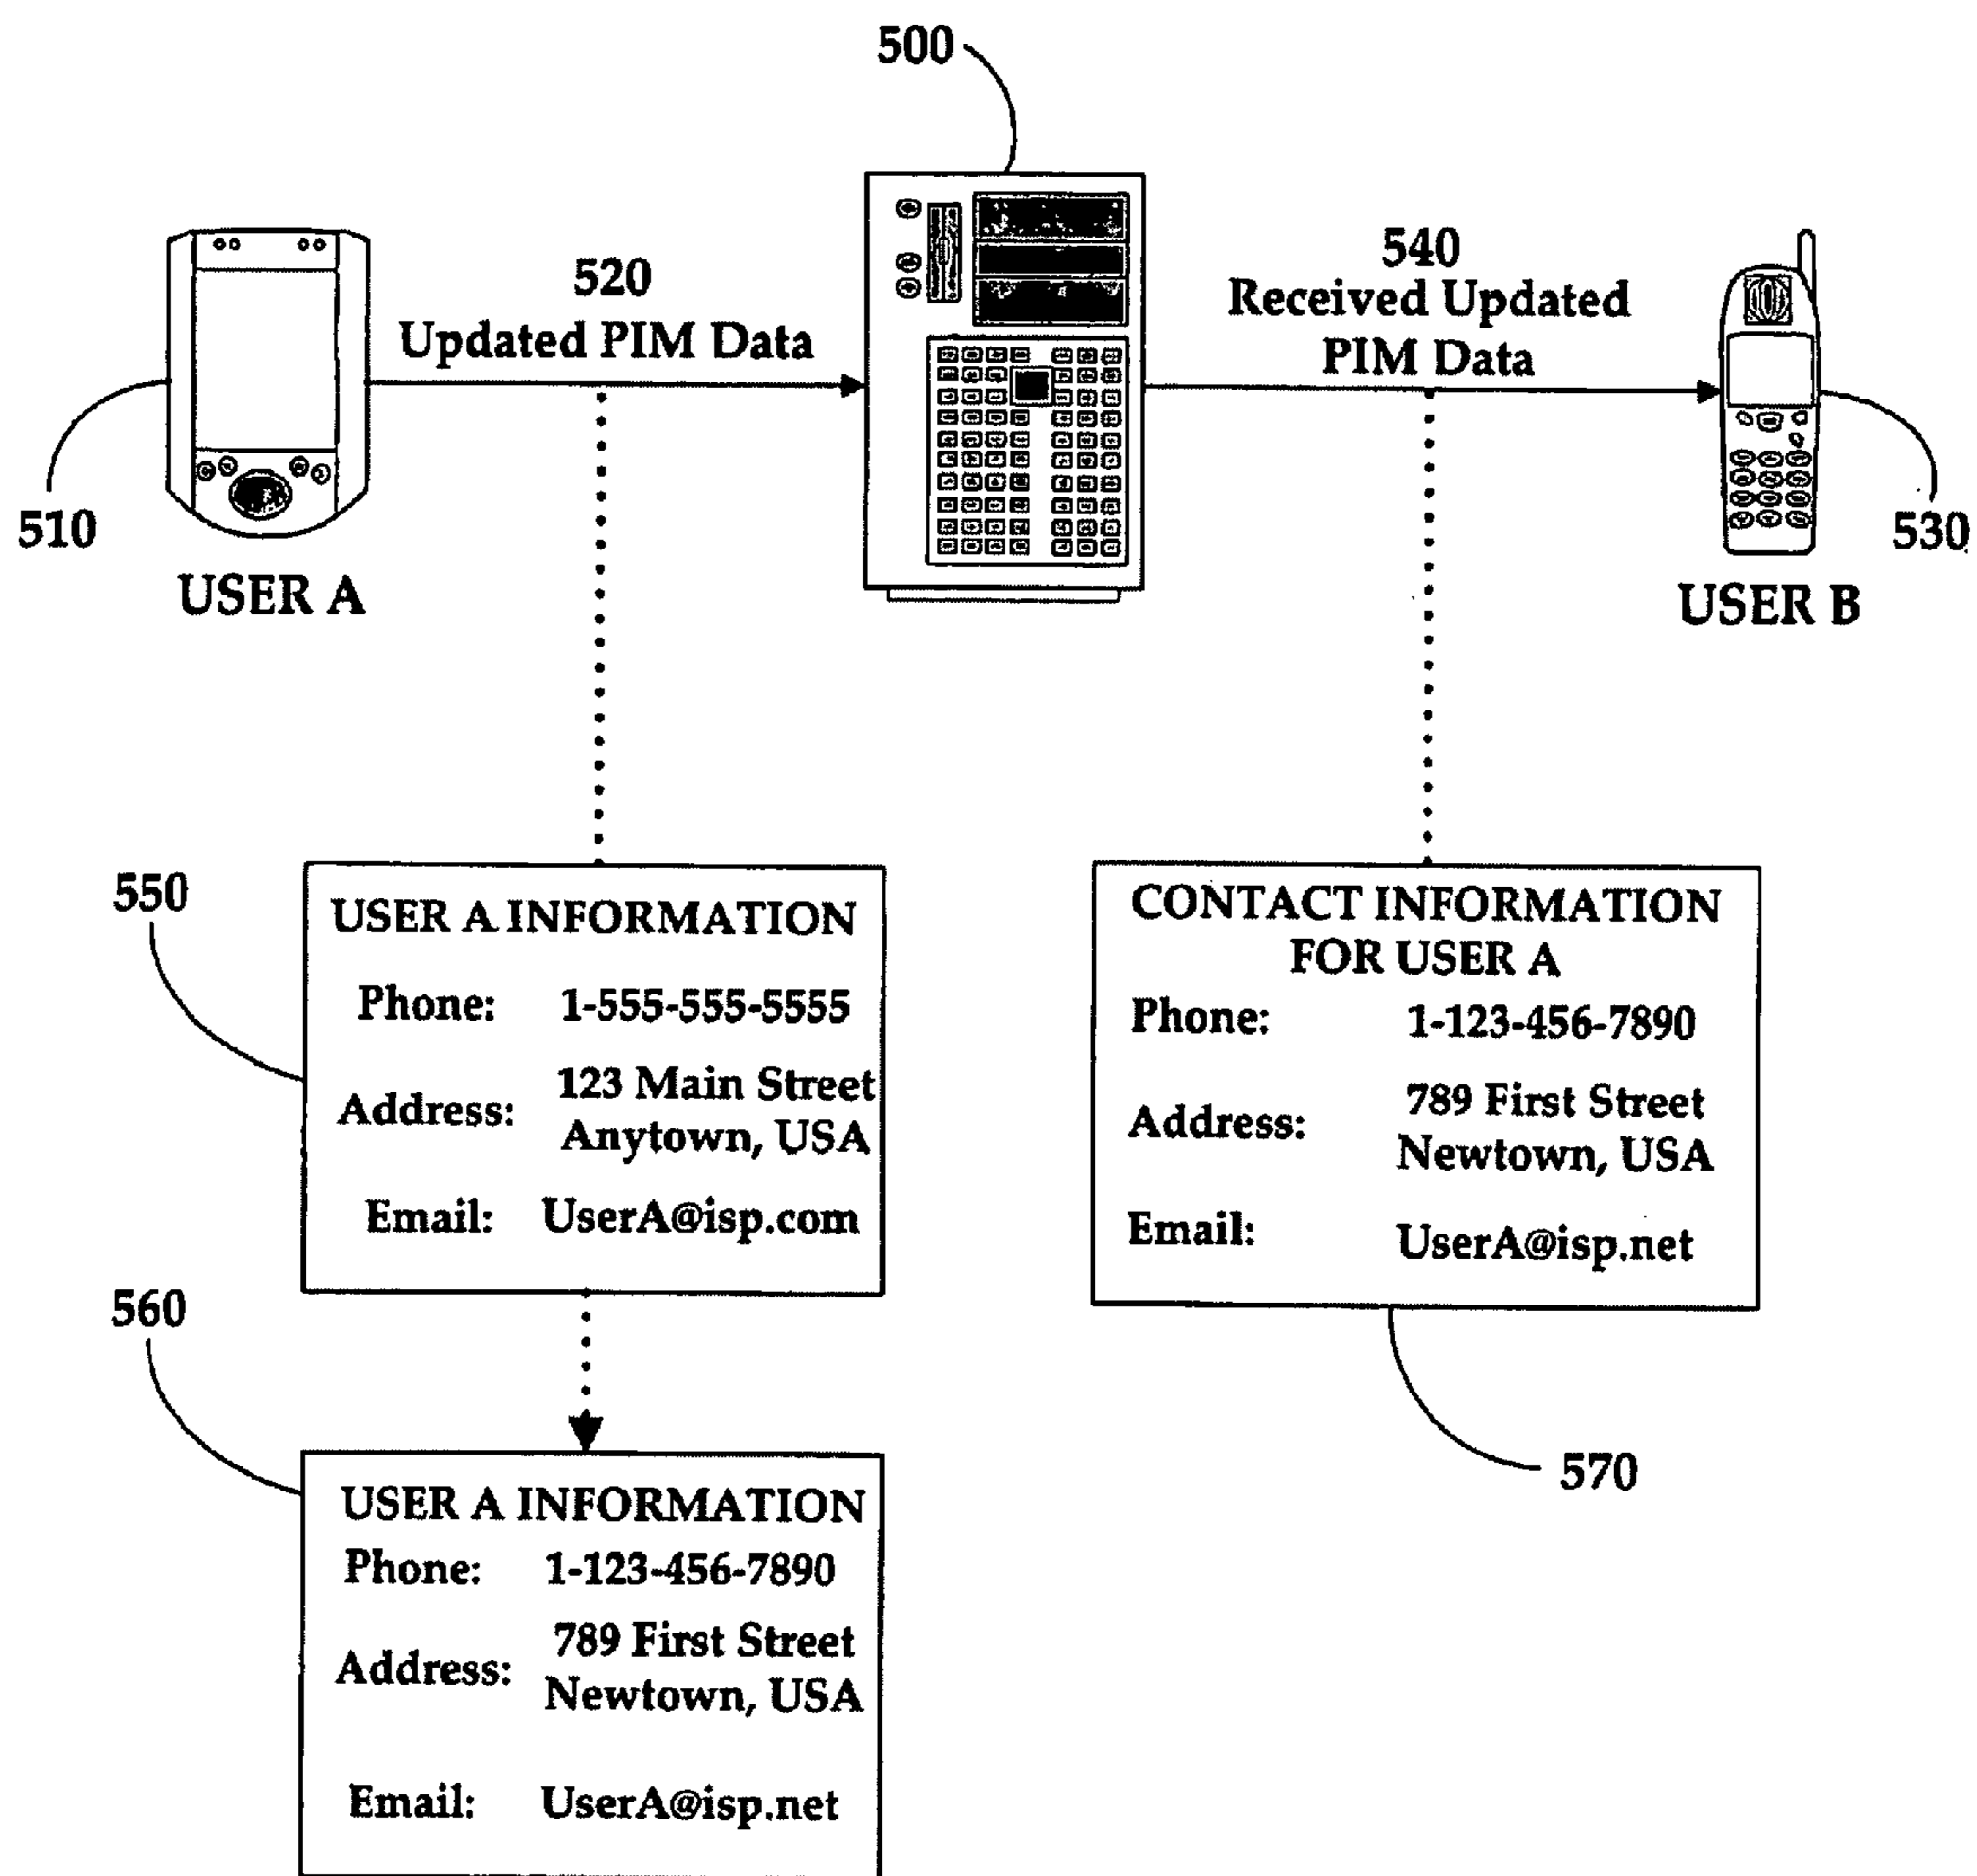 500
520
Updated PIM Data
540
Received Updated
PIM Data
510
530
USER A
USER B
550
USER A INFORMATION
Phone: 1-555-555-5555
Address: 123 Main Street
Anytown, USA
Email: UserA@isp.com
CONTACT INFORMATION
FOR USER A
Phone: 1-123-456-7890
Address: 789 First Street
Newtown, USA
Email: UserA@isp.net
560
570
USER A INFORMATION
Phone: 1-123-456-7890
Address: 789 First Street
Newtown, USA
Email: UserA@isp.net